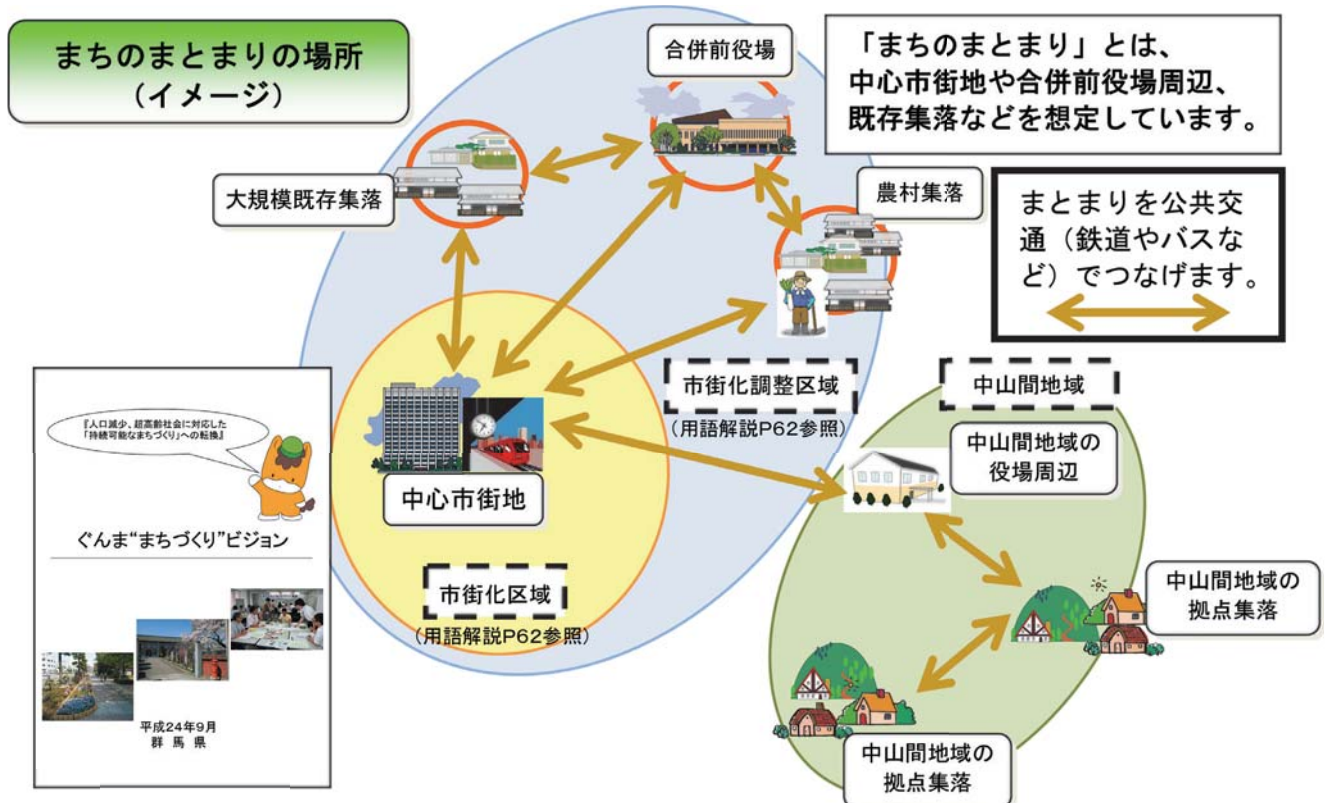 まちのまとまりの場所
(イメージ)
合併前役場
「まちのまとまり」とは、
中心市街地や合併前役場周辺、
既存集落などを想定しています。
大規模既存集落
農村集落
まとまりを公共交
通（鉄道やバスな
ど）でつなげます。
市街化調整区域
(用語解説P62参照)
中山間地域
中山間地域の
役場周辺
中心市街地
市街化区域
(用語解説P62参照)
中山間地域の
拠点集落
中山間地域の
拠点集落
『人口減少、超高齢社会に対応した
「持続可能なまちづくり」への転換』
ぐんま“まちづくり”ビジョン
平成24年9月
群 馬 県